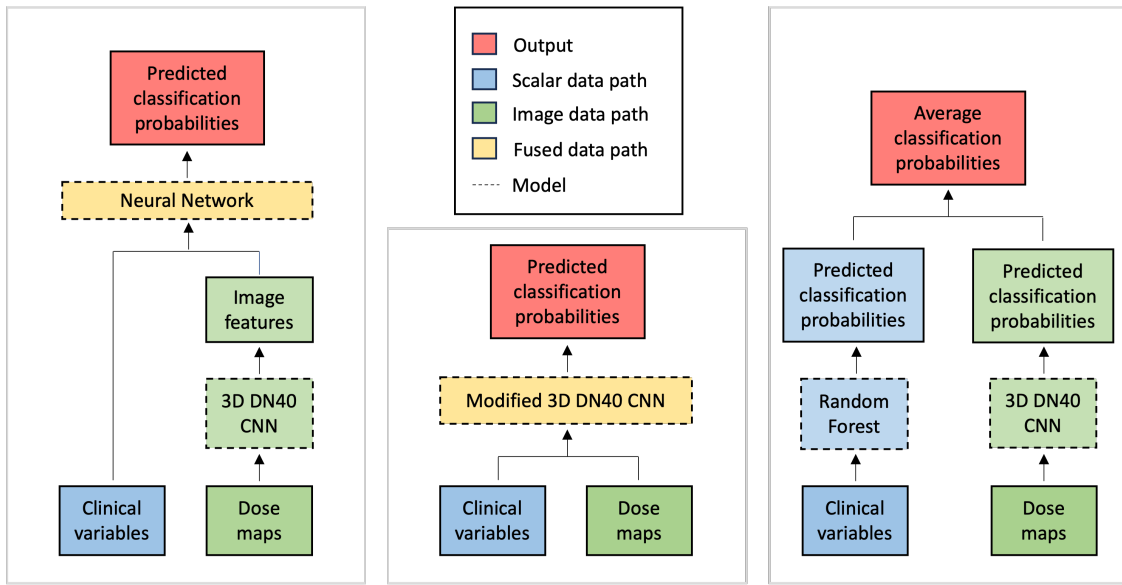 Predicted
classification
probabilities
Neural Network
Image
features
3D DN40
CNN
Clinical
variables
Dose
maps
Output
Scalar data path
Image data path
Fused data path
Model
Predicted
classification
probabilities
Modified 3D DN40 CNN
Clinical
variables
Dose
maps
Average
classification
probabilities
Predicted
classification
probabilities
Predicted
classification
probabilities
Random
Forest
3D DN40
CNN
Clinical
variables
Dose
maps